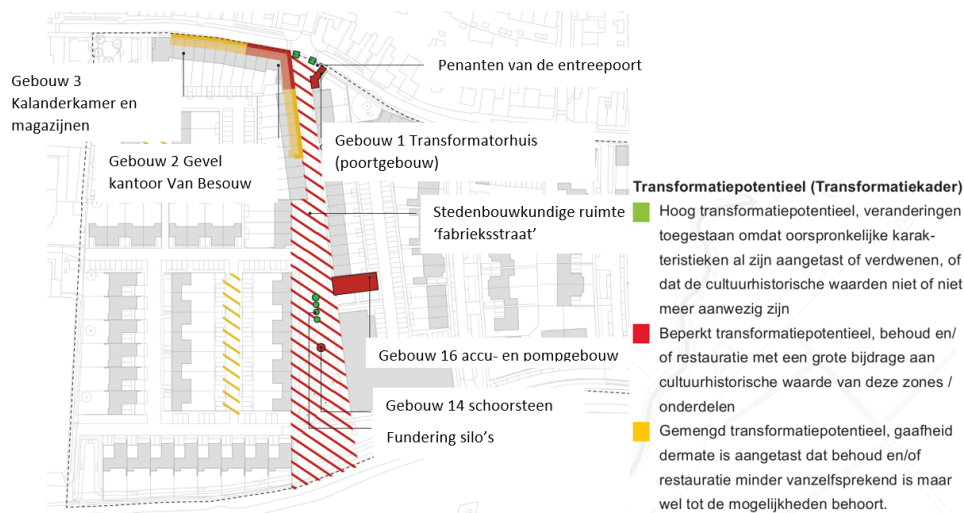 Gebouw 3
Kalanderkamer en
magazijnen
Penanten van de entreepoort
Gebouw 1 Transformatorhuis
(poortgebouw)
Gebouw 2 Gevel
kantoor Van Besouw
Stedenbouwkundige ruimte
‘fabrieksstraat’
Gebouw 16 accu- en pompgebouw
Gebouw 14 schoorsteen
Fundering silo’s
Transformatiepotentieel (Transformatiekader)
Hoog transformatiepotentieel, veranderingen
toegestaan omdat oorspronkelijke karak-
teristieken al zijn aangetast of verdwenen, of
dat de cultuurhistorische waarden niet of niet
meer aanwezig zijn
Beperkt transformatiepotentieel, behoud en/
of restauratie met een grote bijdrage aan
cultuurhistorische waarde van deze zones /
onderdelen
Gemengd transformatiepotentieel, gaafheid
dermate is aangetast dat behoud en/of
restauratie minder vanzelfsprekend is maar
wel tot de mogelijkheden behoort.